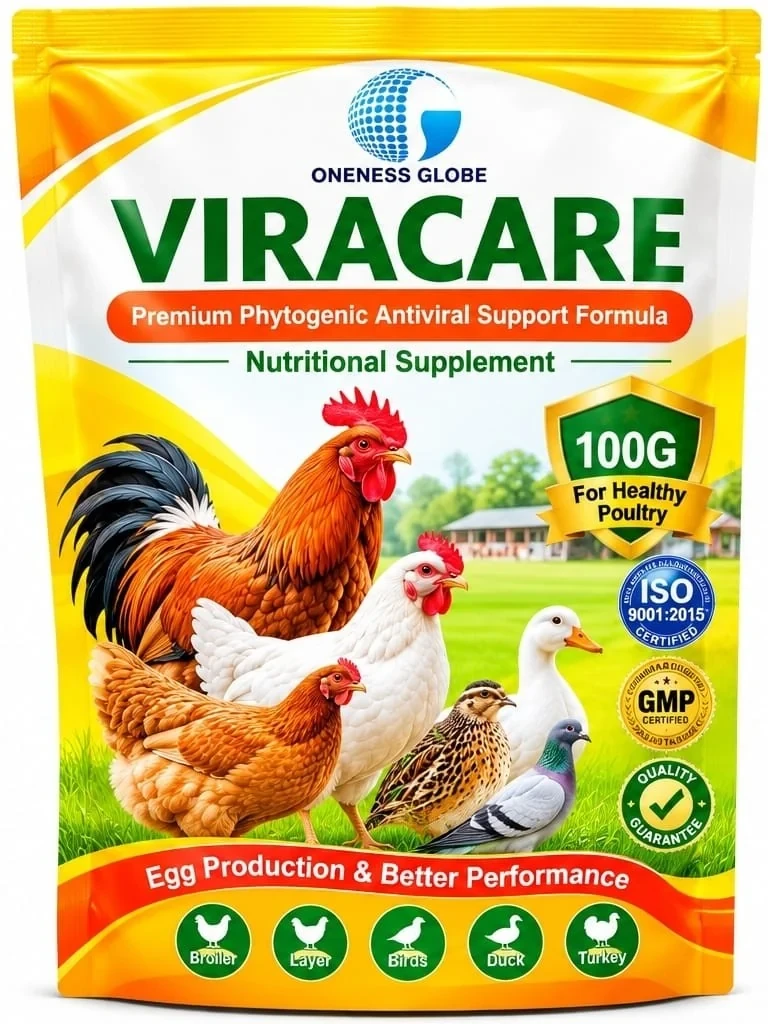 ONENESS GLOBE
VIRACARE
Premium Phytogenic Antiviral Support Formula
Nutritional Supplement
100G
For Healthy
Poultry
ISO
9001:2015
CERTIFIED
GMP
CERTIFIED
QUALITY
GUARANTEE
Egg Production & Better Performance
Broiler
Layer
Birds
Duck
Turkey